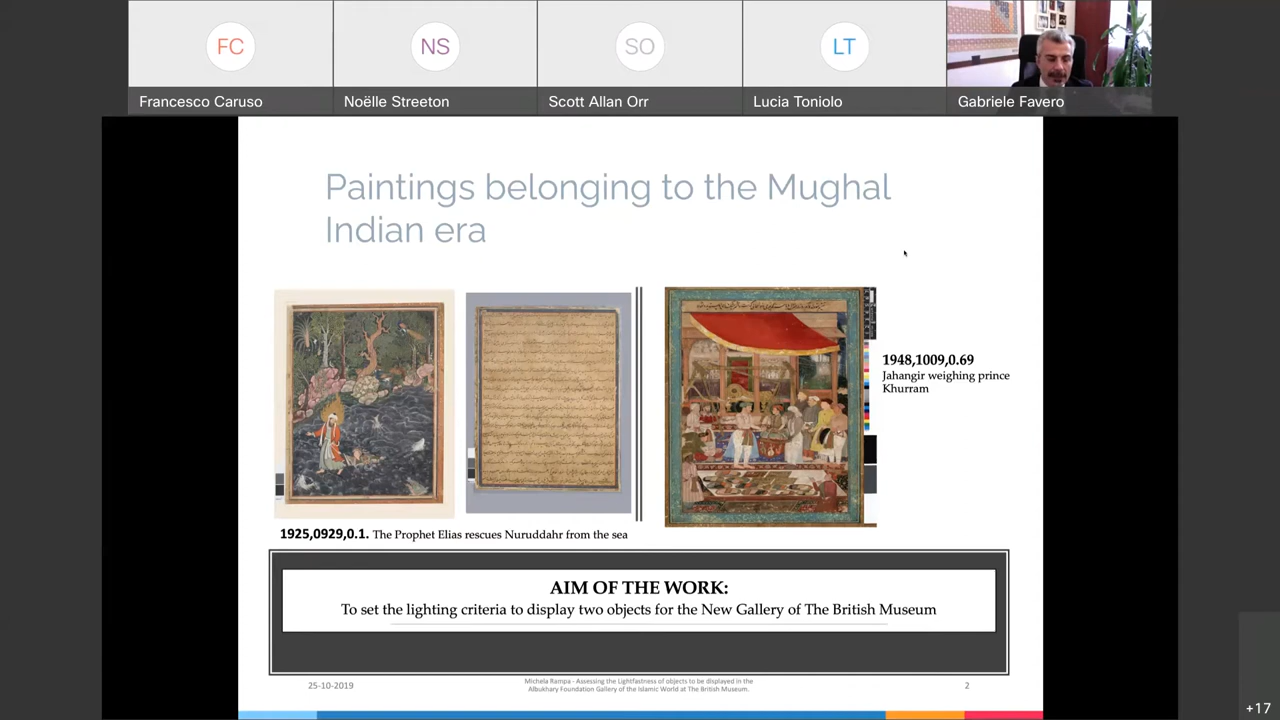 FC
NS
SO
LT
Francesco Caruso
Noëlle Streeton
Scott Allan Orr
Lucia Toniolo
Gabriele Favero
Paintings belonging to the Mughal
Indian era
1948,1009,0.69
Jahangir weighing prince
Khurram
1925,0929,0.1. The Prophet Elias rescues Nuruddahr from the sea
AIM OF THE WORK:
To set the lighting criteria to display two objects for the New Gallery of The British Museum
25-10-2019
Michela Rampa - Assessing the Lightfastness of objects to be displayed in the
Albukhary Foundation Gallery of the Islamic World at The British Museum.
2
+17